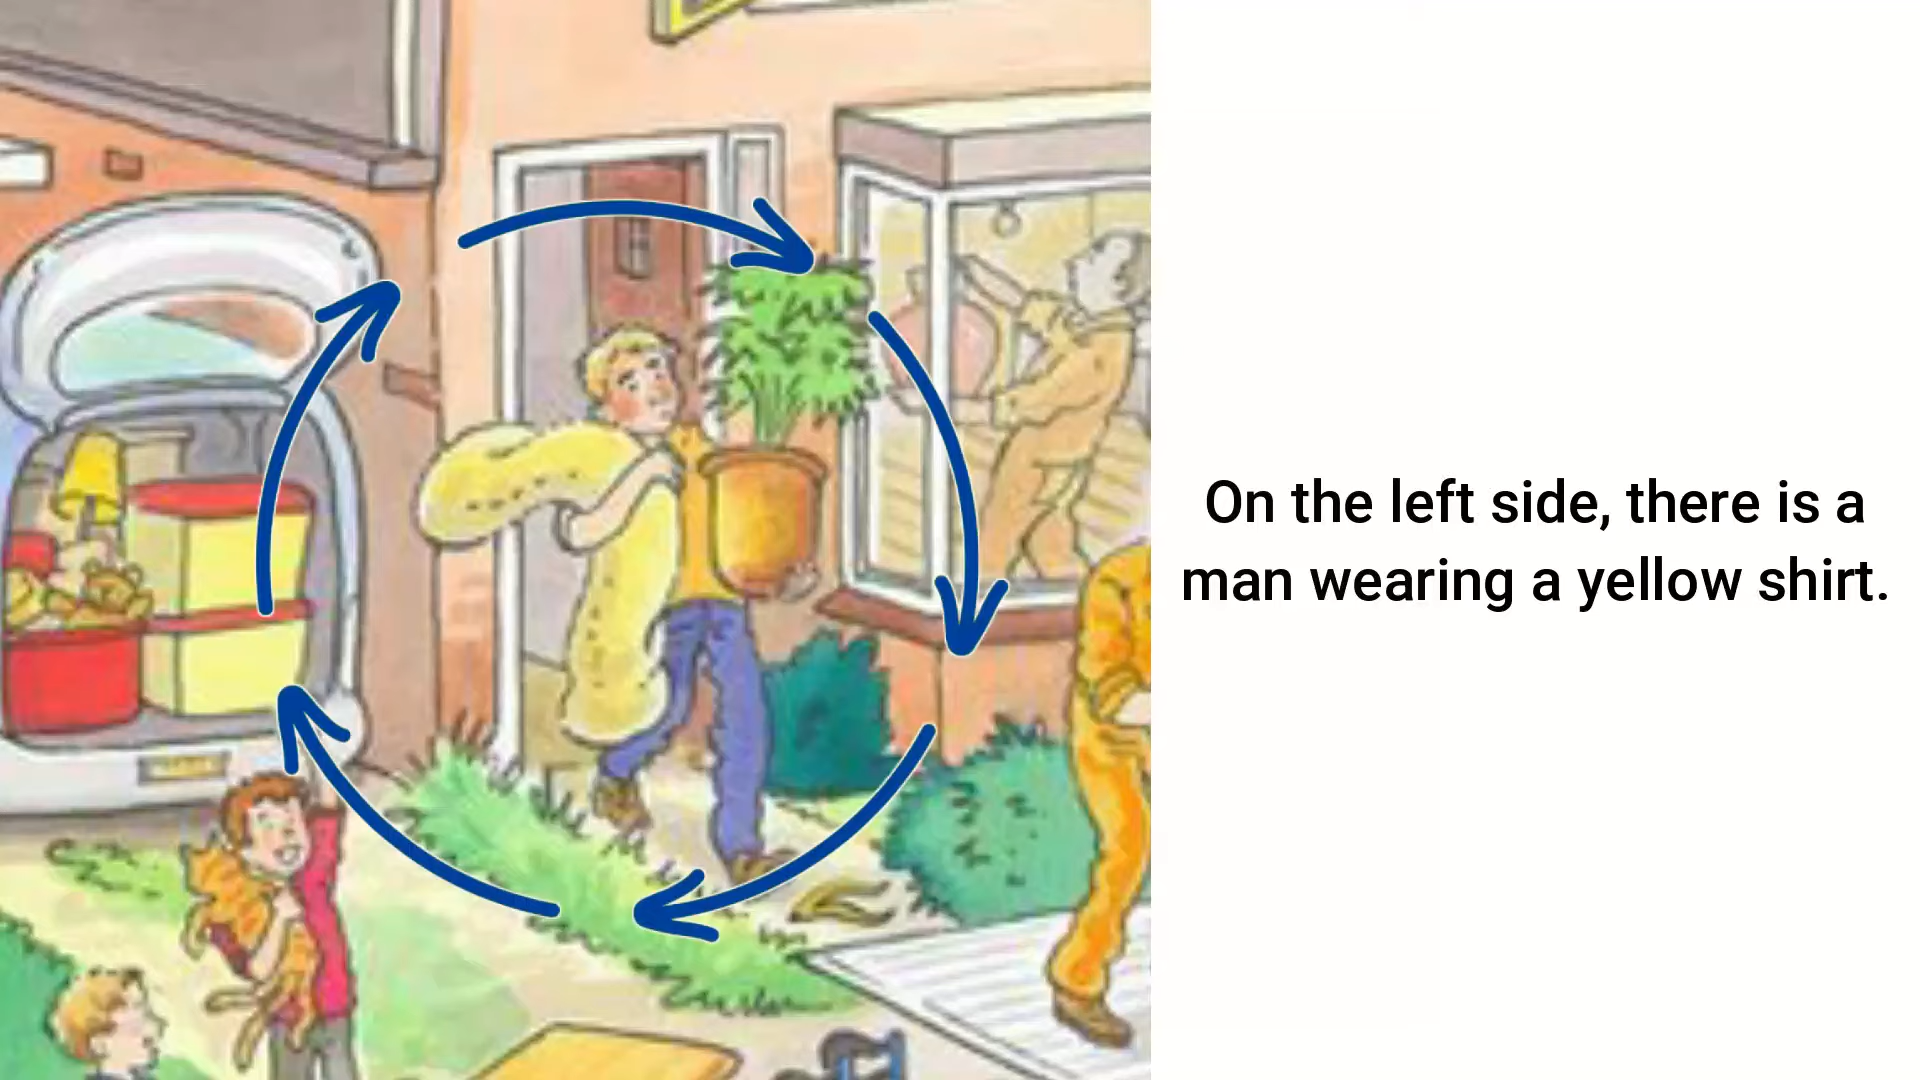 On the left side, there is a
man wearing a yellow shirt.